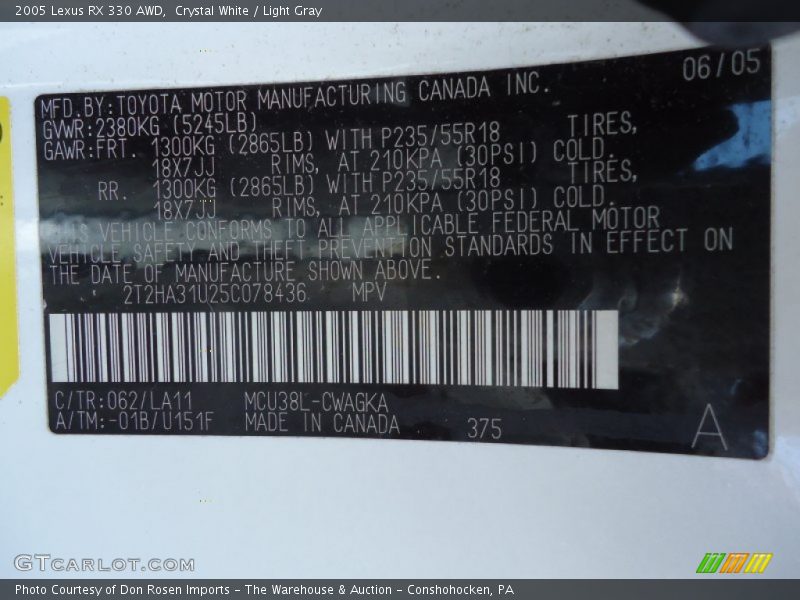 2005 Lexus RX 330 AWD, Crystal White / Light Gray
06/05
MFD.BY:TOYOTA MOTOR MANUFACTURING CANADA INC.
GVWR:2380KG (5245LB)
GAWR:FRT. 1300KG (2865LB) WITH P235/55R18 TIRES,
18X7JJ RIMS, AT 210KPA (30PSI) COLD.
RR. 1300KG (2865LB) WITH P235/55R18 TIRES,
18X7JJ RIMS, AT 210KPA (30PSI) COLD.
THIS VEHICLE CONFORMS TO ALL APPLICABLE FEDERAL MOTOR
VEHICLE SAFETY AND THEFT PREVENTION STANDARDS IN EFFECT ON
THE DATE OF MANUFACTURE SHOWN ABOVE.
2T2HA31U25C078436 MPV
C/TR:062/LA11 MCU38L-CWAGKA
A/TM:-01B/U151F MADE IN CANADA 375
A
GTCARLOT.COM
Photo Courtesy of Don Rosen Imports - The Warehouse & Auction - Conshohocken, PA